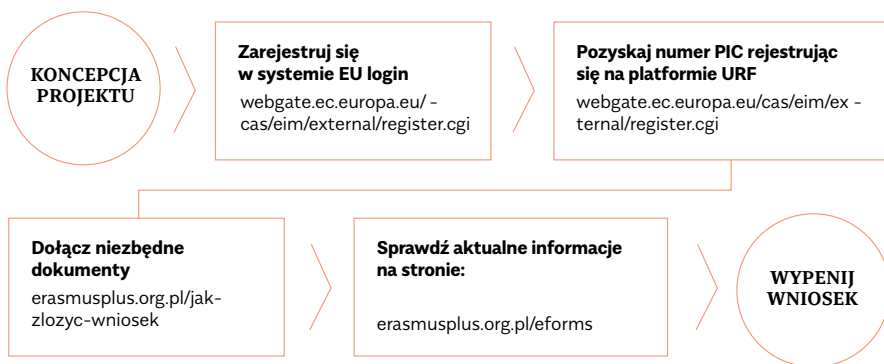 KONCEPCJA
PROJEKTU
Zarejestruj się
w systemie EU login
webgate.ec.europa.eu/ -
cas/eim/external/register.cgi
Pozyskaj numer PIC rejestrując
się na platformie URF
webgate.ec.europa.eu/cas/eim/ex -
ternal/register.cgi
Dołącz niezbędne
dokumenty
erasmusplus.org.pl/jak-
zlozyc-wniosek
Sprawdź aktualne informacje
na stronie:
erasmusplus.org.pl/eforms
WYPENIJ
WNIOSEK